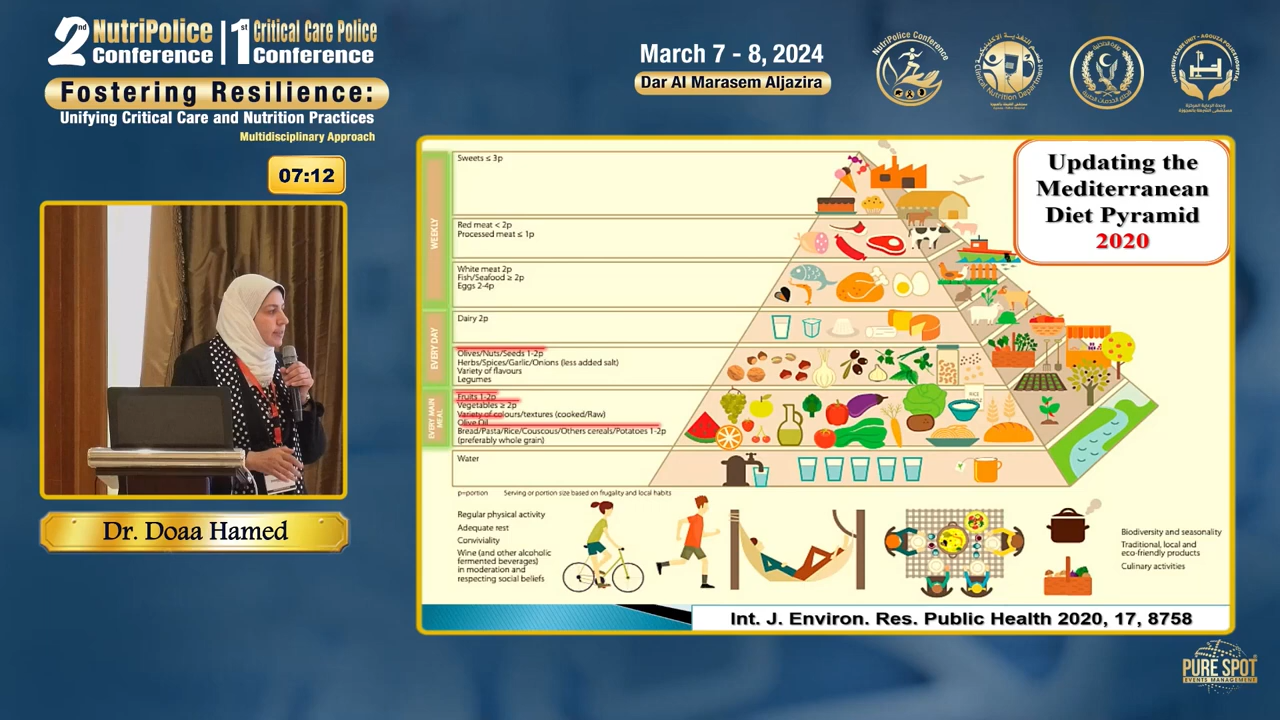 2nd NutriPolice Conference | 1st Critical Care Police Conference
Fostering Resilience:
Unifying Critical Care and Nutrition Practices
Multidisciplinary Approach
March 7 - 8, 2024
Dar Al Marasem Aljazira
NutriPolice Conference
Clinical Nutrition Department
07:12
Dr. Doaa Hamed
Updating the
Mediterranean
Diet Pyramid
2020
WEEKLY
Sweets ≤ 3p
Red meat < 2p
Processed meat ≤ 1p
White meat 2p
Fish/Seafood ≥ 2p
Eggs 2-4p
EVERY DAY
Dairy 2p
Olives/Nuts/Seeds 1-2p
Herbs/Spices/Garlic/Onions (less added salt)
Variety of flavours
Legumes
EVERY MAIN MEAL
Fruits 1-2p
Vegetables ≥ 2p
Variety of colours/textures (cooked/Raw)
Olive Oil
Bread/Pasta/Rice/Couscous/Others cereals/Potatoes 1-2p
(preferably whole grain)
RICE
Water
p=portion Serving or portion size based on frugality and local habits
Regular physical activity
Adequate rest
Conviviality
Wine (and other alcoholic
fermented beverages)
in moderation and
respecting social beliefs
Biodiversity and seasonality
Traditional, local and
eco-friendly products
Culinary activities
Int. J. Environ. Res. Public Health 2020, 17, 8758
PURE SPOT
EVENTS MANAGEMENT